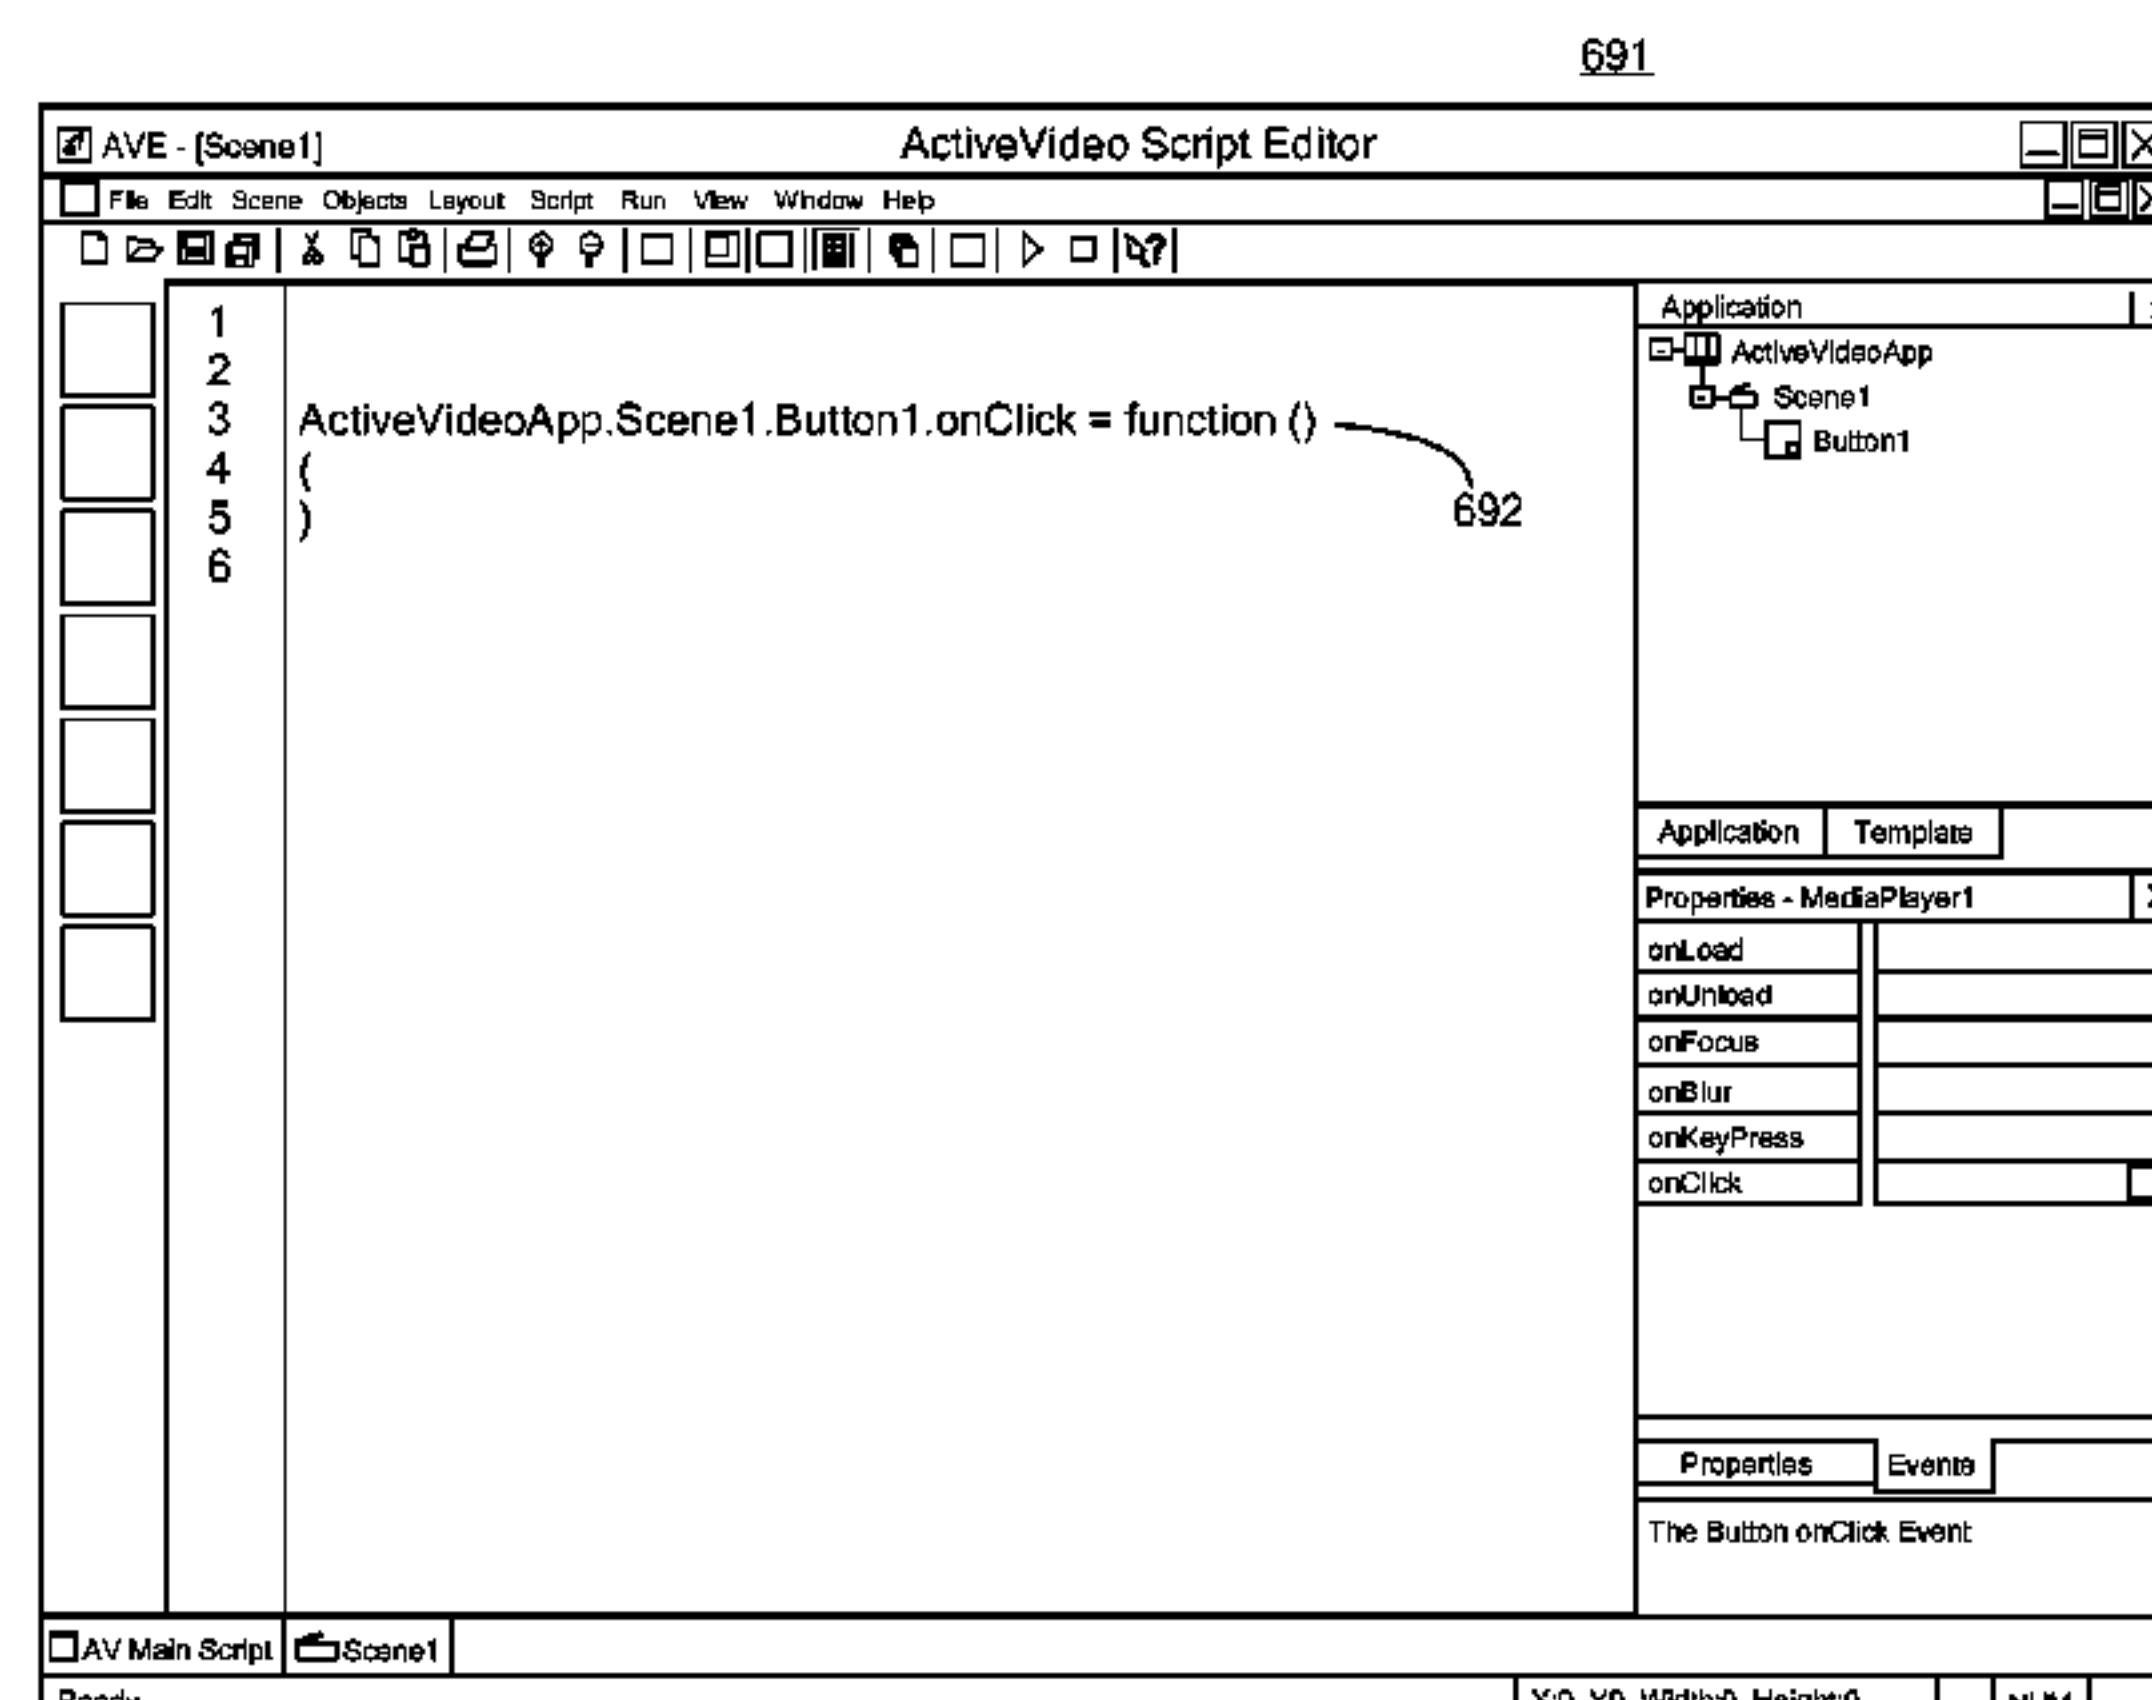 691
AVE - [Scene1] ActiveVideo Script Editor
File Edit Scene Objects Layout Script Run View Window Help
1
2
3 ActiveVideoApp.Scene1.Button1.onClick = function ()
4 (
5 )
6
692
Application
ActiveVideoApp
Scene1
Button1
Application Template
Properties - MediaPlayer1
onLoad
onUnload
onFocus
onBlur
onKeyPress
onClick
Properties Events
The Button onClick Event
AV Main Script Scene1